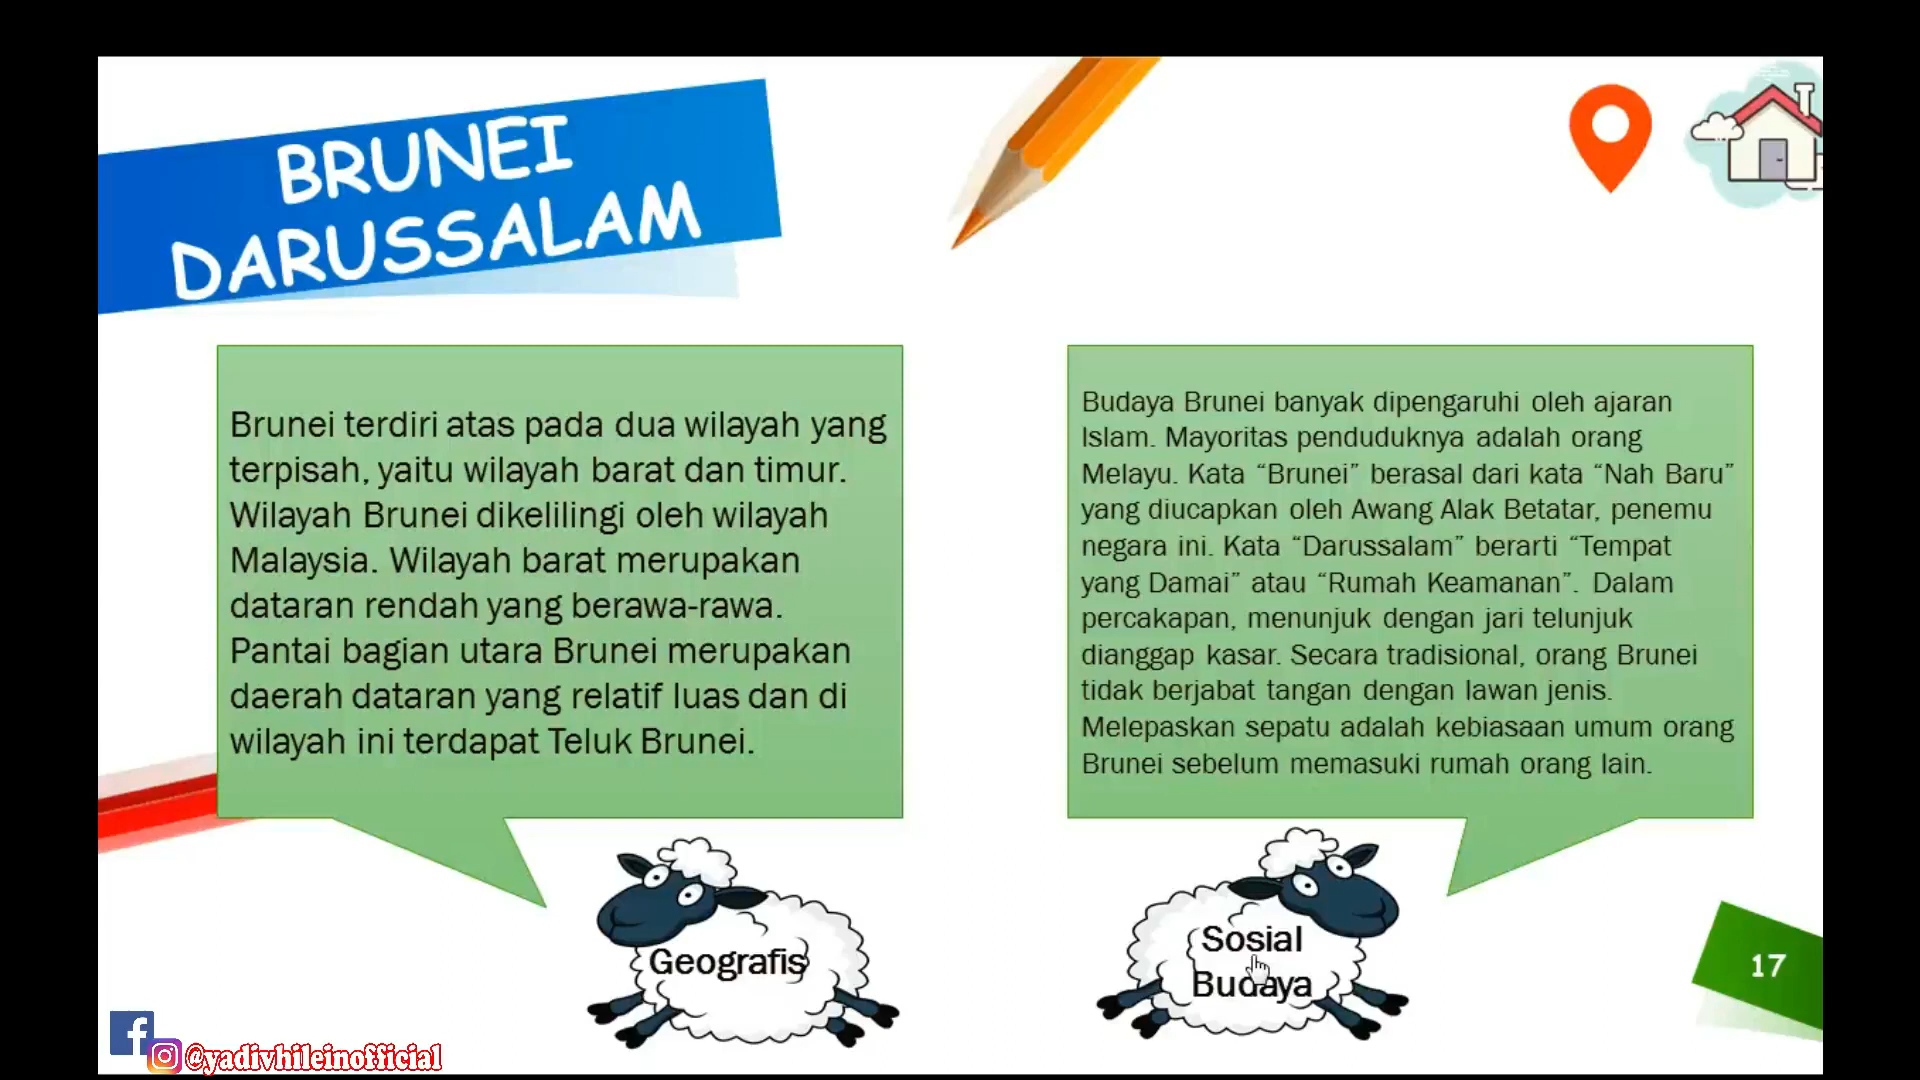 BRUNEI
DARUSSALAM
Brunei terdiri atas pada dua wilayah yang
terpisah, yaitu wilayah barat dan timur.
Wilayah Brunei dikelilingi oleh wilayah
Malaysia. Wilayah barat merupakan
dataran rendah yang berawa-rawa.
Pantai bagian utara Brunei merupakan
daerah dataran yang relatif luas dan di
wilayah ini terdapat Teluk Brunei.
Geografis
Budaya Brunei banyak dipengaruhi oleh ajaran
Islam. Mayoritas penduduknya adalah orang
Melayu. Kata “Brunei” berasal dari kata “Nah Baru”
yang diucapkan oleh Awang Alak Betatar, penemu
negara ini. Kata “Darussalam” berarti “Tempat
yang Damai” atau “Rumah Keamanan”. Dalam
percakapan, menunjuk dengan jari telunjuk
dianggap kasar. Secara tradisional, orang Brunei
tidak berjabat tangan dengan lawan jenis.
Melepaskan sepatu adalah kebiasaan umum orang
Brunei sebelum memasuki rumah orang lain.
Sosial
Budaya
17
@yadivhileinofficial